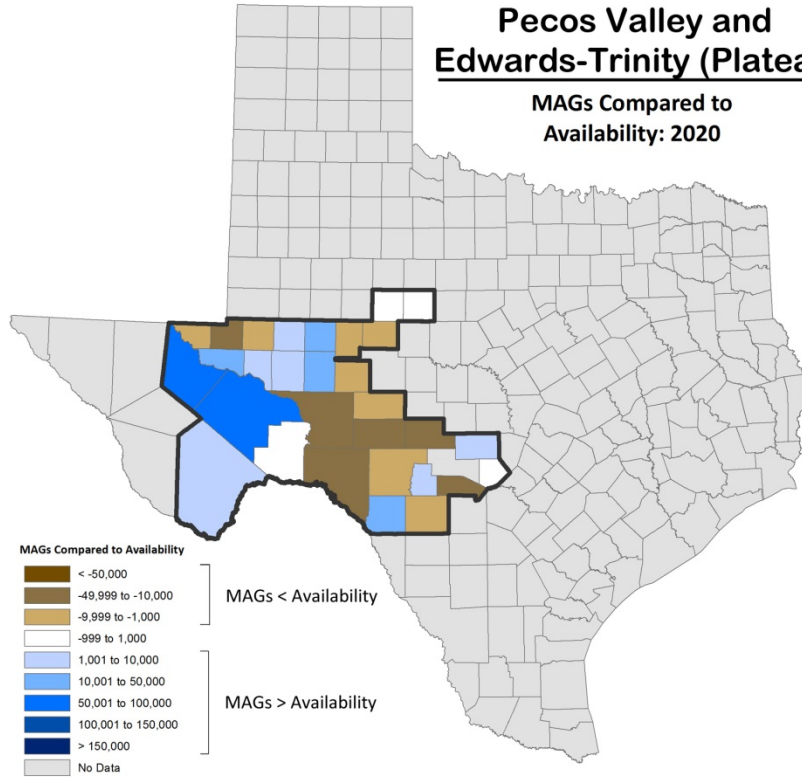 Pecos Valley and
Edwards-Trinity (Platea
MAGs Compared to
Availability: 2020
MAGs Compared to Availability
< -50,000
-49,999 to -10,000
-9,999 to -1,000
-999 to 1,000
1,001 to 10,000
10,001 to 50,000
50,001 to 100,000
100,001 to 150,000
> 150,000
No Data
MAGs < Availability
MAGs > Availability